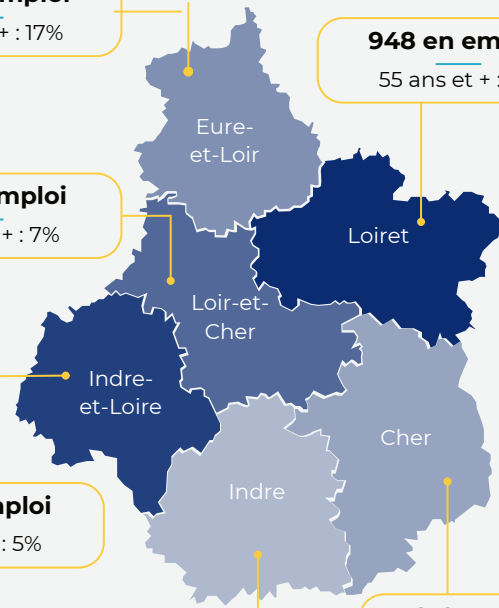 + : 17%
948 en em
55 ans et + :
Eure-
et-Loir
mploi
+ : 7%
Loiret
Loir-et-
Cher
Indre-
et-Loire
Cher
Indre
mploi
: 5%